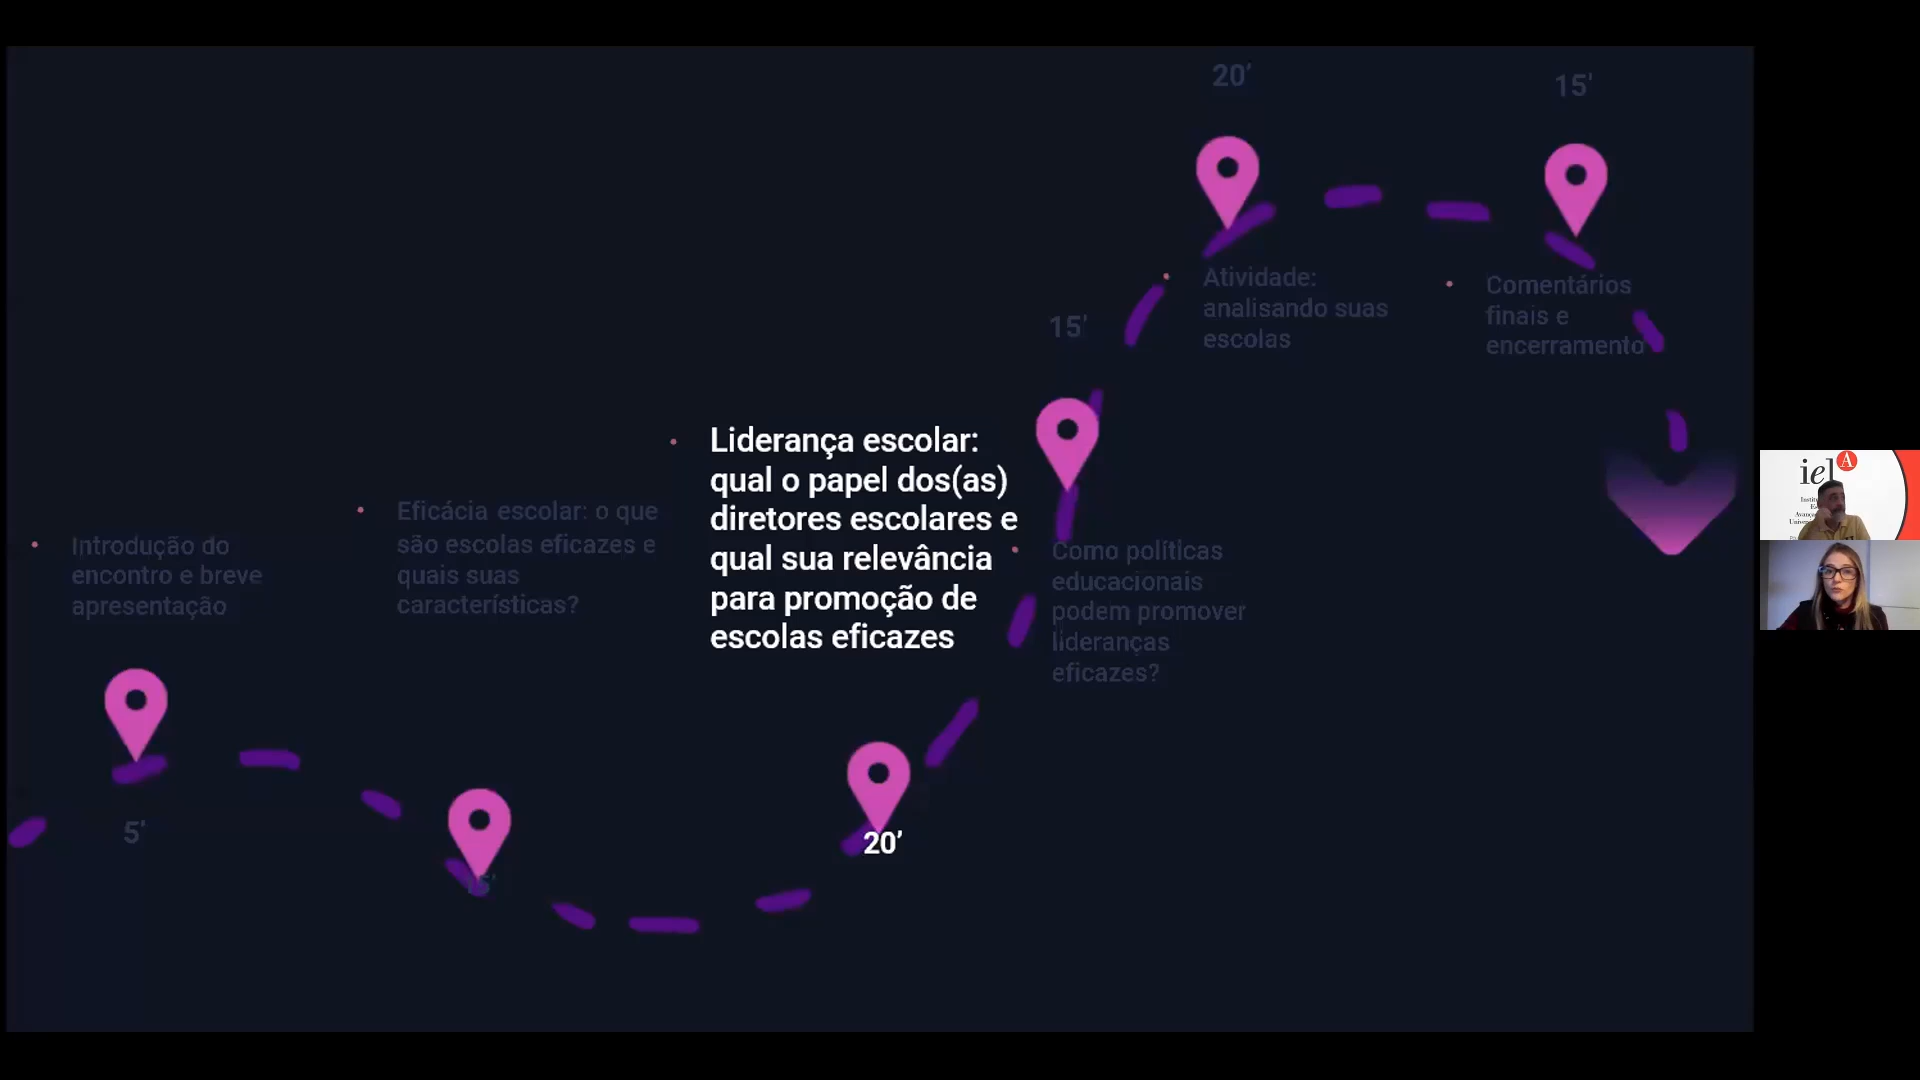 Introdução do
encontro e breve
apresentação
5’
Eficácia escolar: o que
são escolas eficazes e
quais suas
características?
15’
Liderança escolar:
qual o papel dos(as)
diretores escolares e
qual sua relevância
para promoção de
escolas eficazes
20’
15’
Como políticas
educacionais
podem promover
lideranças
eficazes?
20’
Atividade:
analisando suas
escolas
15’
Comentários
finais e
encerramento
iel A